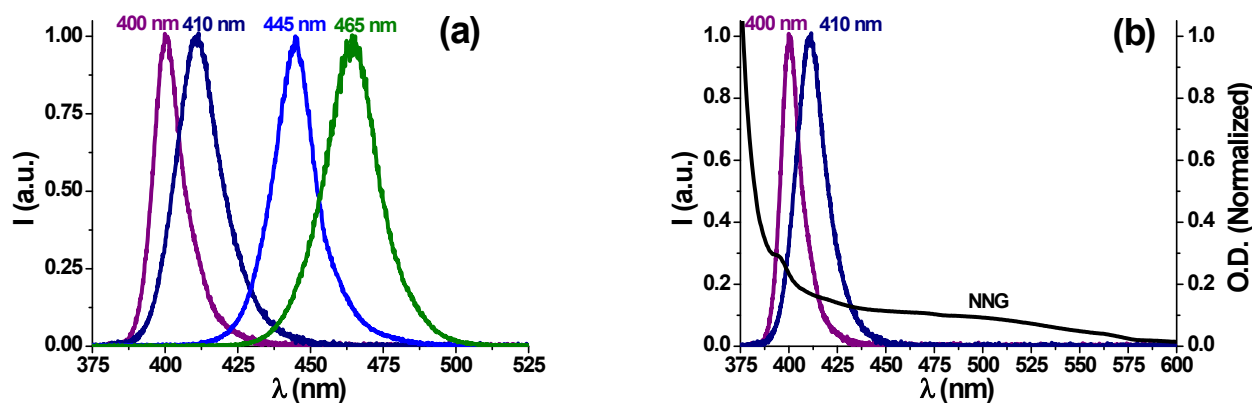 400 nm 410 nm 445 nm 465 nm
(a)
1.00
0.75
0.50
0.25
0.00
I (a.u.)
375 400 425 450 475 500 525
λ (nm)
400 nm 410 nm
(b)
1.0
0.8
0.6
0.4
0.2
0.0
I (a.u.)
NNG
1.0
0.8
0.6
0.4
0.2
0.0
O.D. (Normalized)
375 400 425 450 475 500 525 550 575 600
λ (nm)